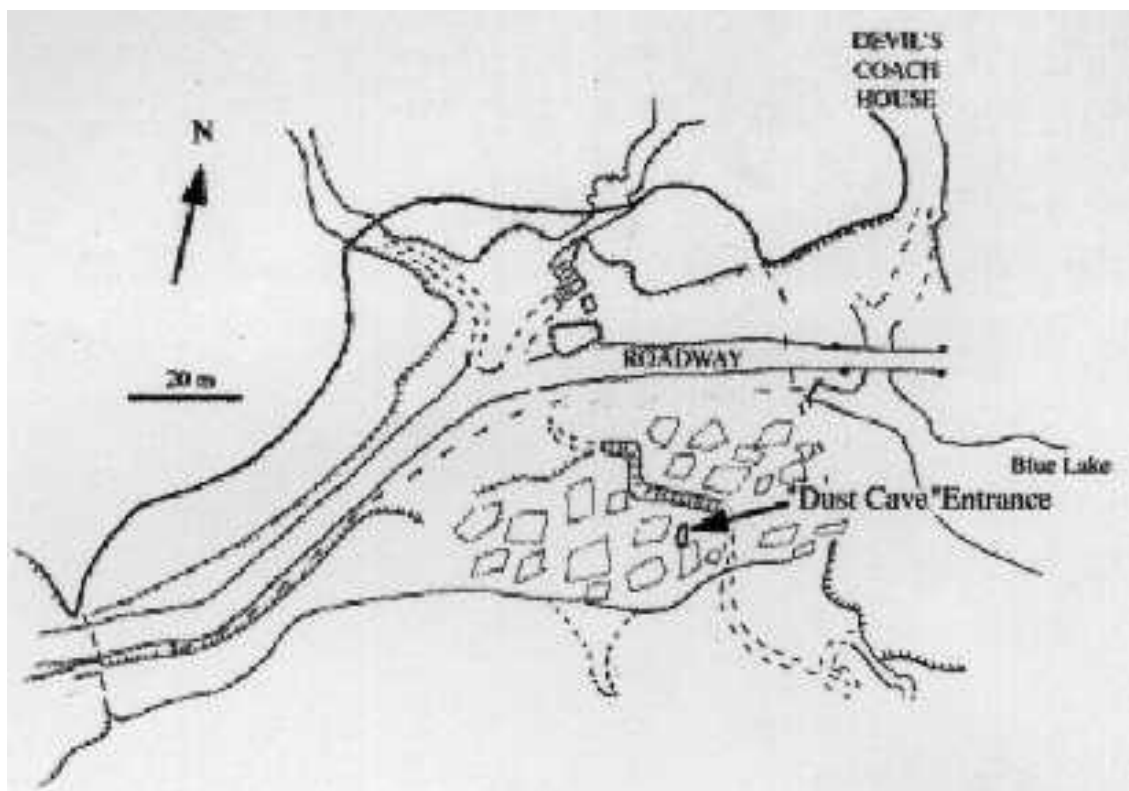 DEVIL'S
COACH
HOUSE
N
20 m
ROADWAY
Blue Lake
"Dust Cave"Entrance